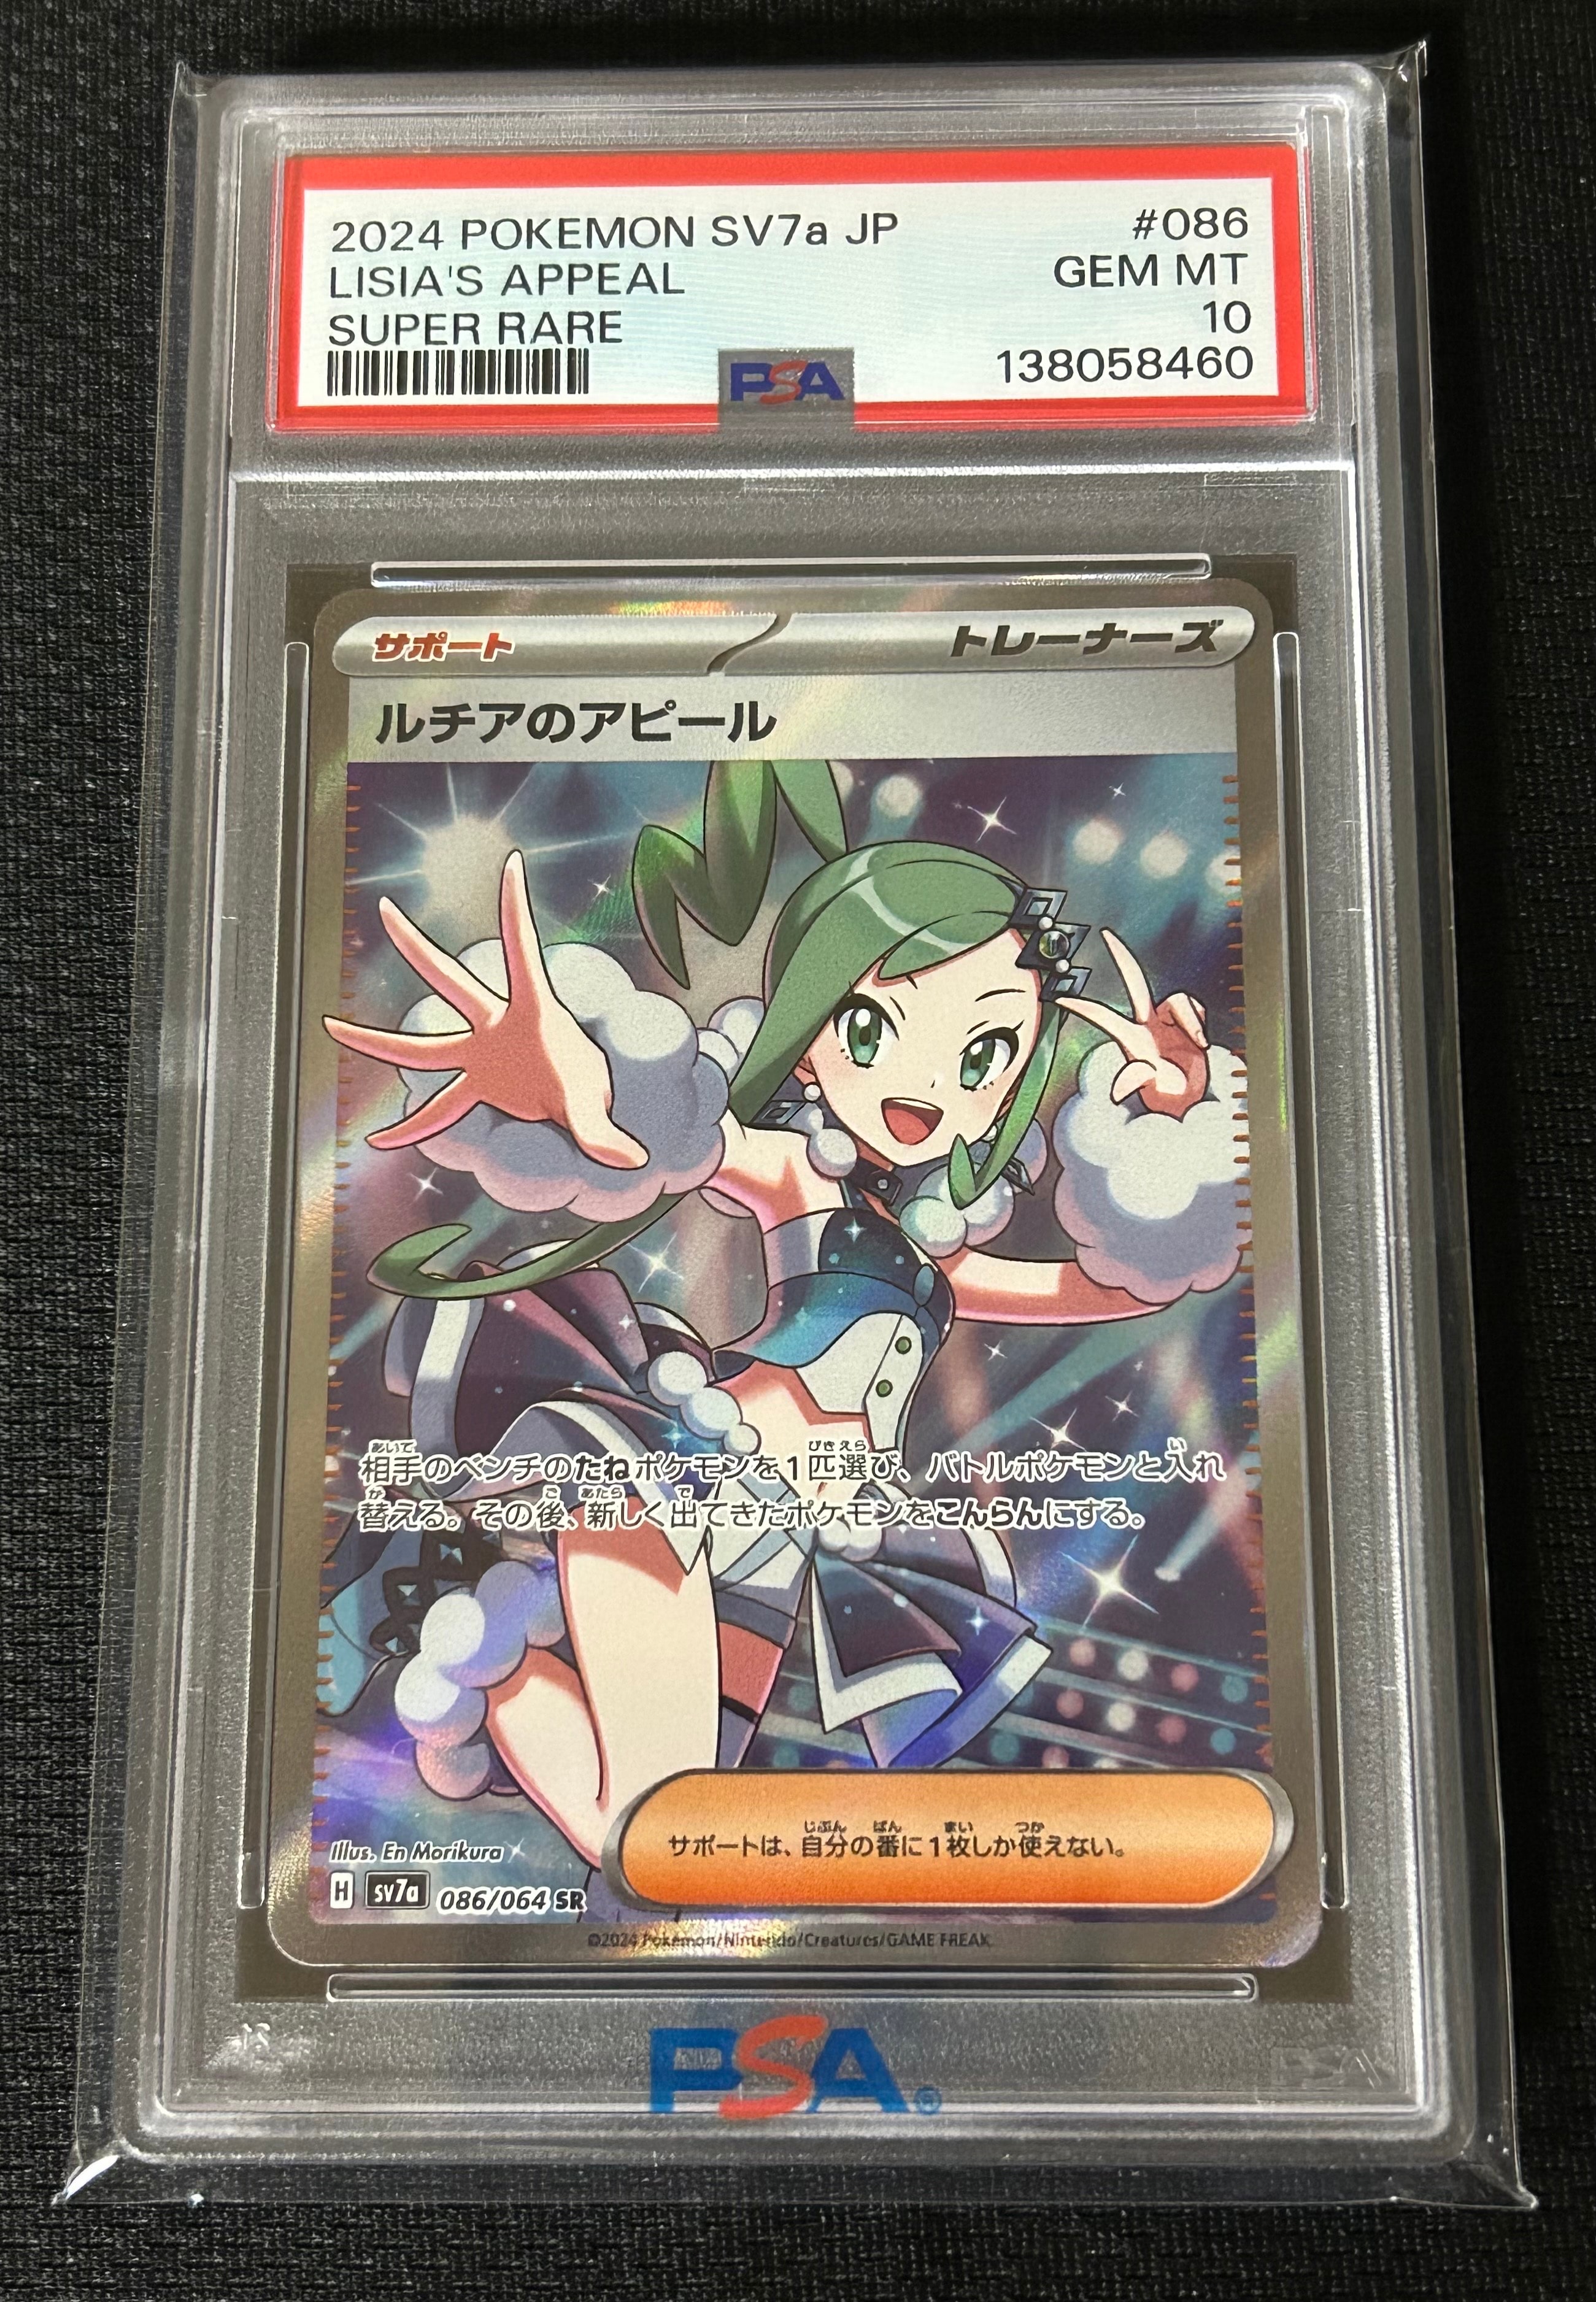 2024 POKEMON SV7a JP #086
LISIA'S APPEAL GEM MT
SUPER RARE 10
138058460
PSA
サポート トレーナーズ
ルチアのアピール
相手のベンチのたねポケモンを1匹選び、バトルポケモンと入れ
替える。その後、新しく出てきたポケモンをこんらんにする。
サポートは、自分の番に1枚しか使えない。
Illus. En Morikura
H sv7a 086/064 SR
©2024 Pokémon/Nintendo/Creatures/GAME FREAK
PSA®